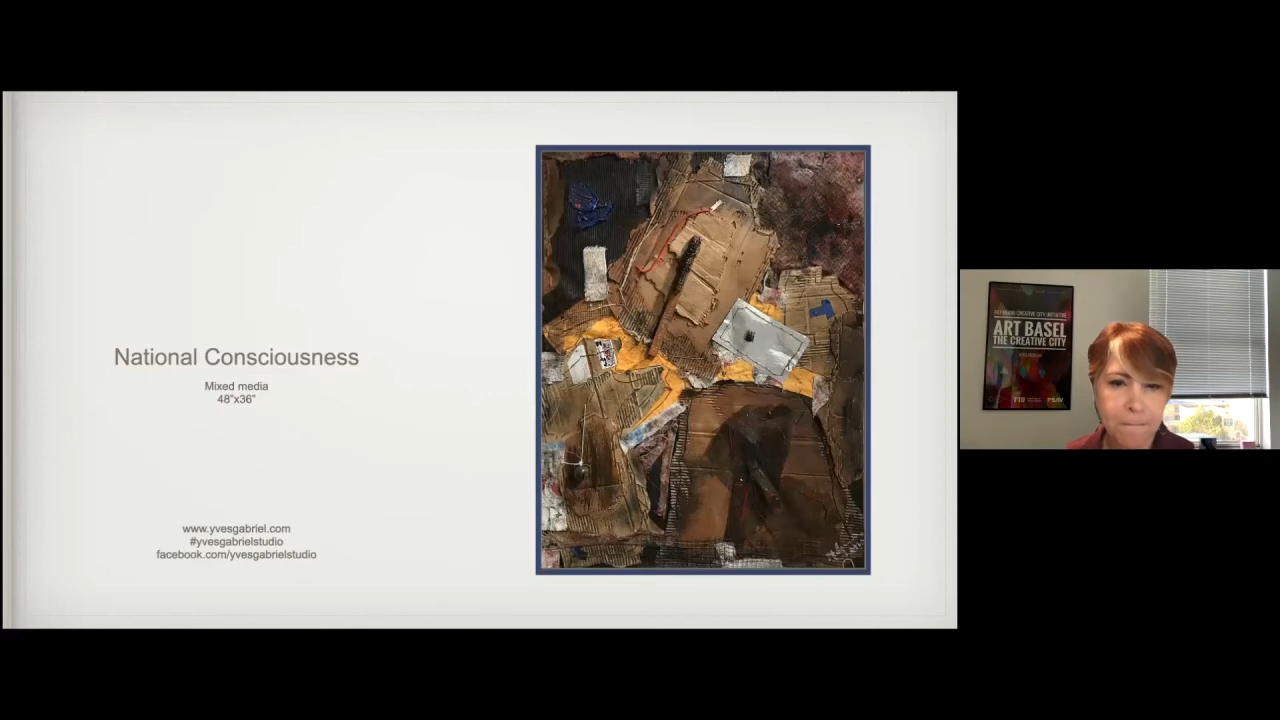 National Consciousness
Mixed media
48"x36"
www.yvesgabriel.com
#yvesgabrielstudio
facebook.com/yvesgabrielstudio
ART BASEL
THE CREATIVE CITY